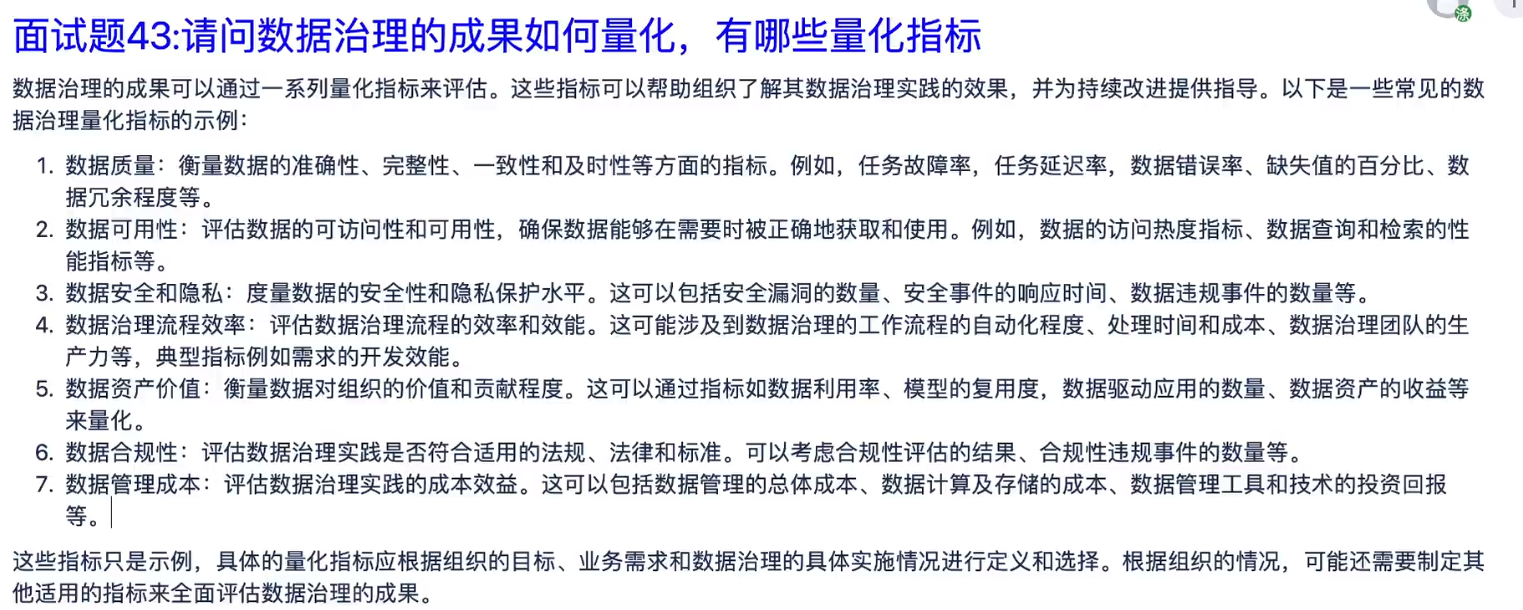 面试题43:请问数据治理的成果如何量化，有哪些量化指标
数据治理的成果可以通过一系列量化指标来评估。这些指标可以帮助组织了解其数据治理实践的效果，并为持续改进提供指导。以下是一些常见的数
据治理量化指标的示例：
1. 数据质量：衡量数据的准确性、完整性、一致性和及时性等方面的指标。例如，任务故障率，任务延迟率，数据错误率、缺失值的百分比、数
据冗余程度等。
2. 数据可用性：评估数据的可访问性和可用性，确保数据能够在需要时被正确地获取和使用。例如，数据的访问热度指标、数据查询和检索的性
能指标等。
3. 数据安全和隐私：度量数据的安全性和隐私保护水平。这可以包括安全漏洞的数量、安全事件的响应时间、数据违规事件的数量等。
4. 数据治理流程效率：评估数据治理流程的效率和效能。这可能涉及到数据治理的工作流程的自动化程度、处理时间和成本、数据治理团队的生
产力等，典型指标例如需求的开发效能。
5. 数据资产价值：衡量数据对组织的价值和贡献程度。这可以通过指标如数据利用率、模型的复用度，数据驱动应用的数量、数据资产的收益等
来量化。
6. 数据合规性：评估数据治理实践是否符合适用的法规、法律和标准。可以考虑合规性评估的结果、合规性违规事件的数量等。
7. 数据管理成本：评估数据治理实践的成本效益。这可以包括数据管理的总体成本、数据计算及存储的成本、数据管理工具和技术的投资回报
等。
这些指标只是示例，具体的量化指标应根据组织的目标、业务需求和数据治理的具体实施情况进行定义和选择。根据组织的情况，可能还需要制定其
他适用的指标来全面评估数据治理的成果。